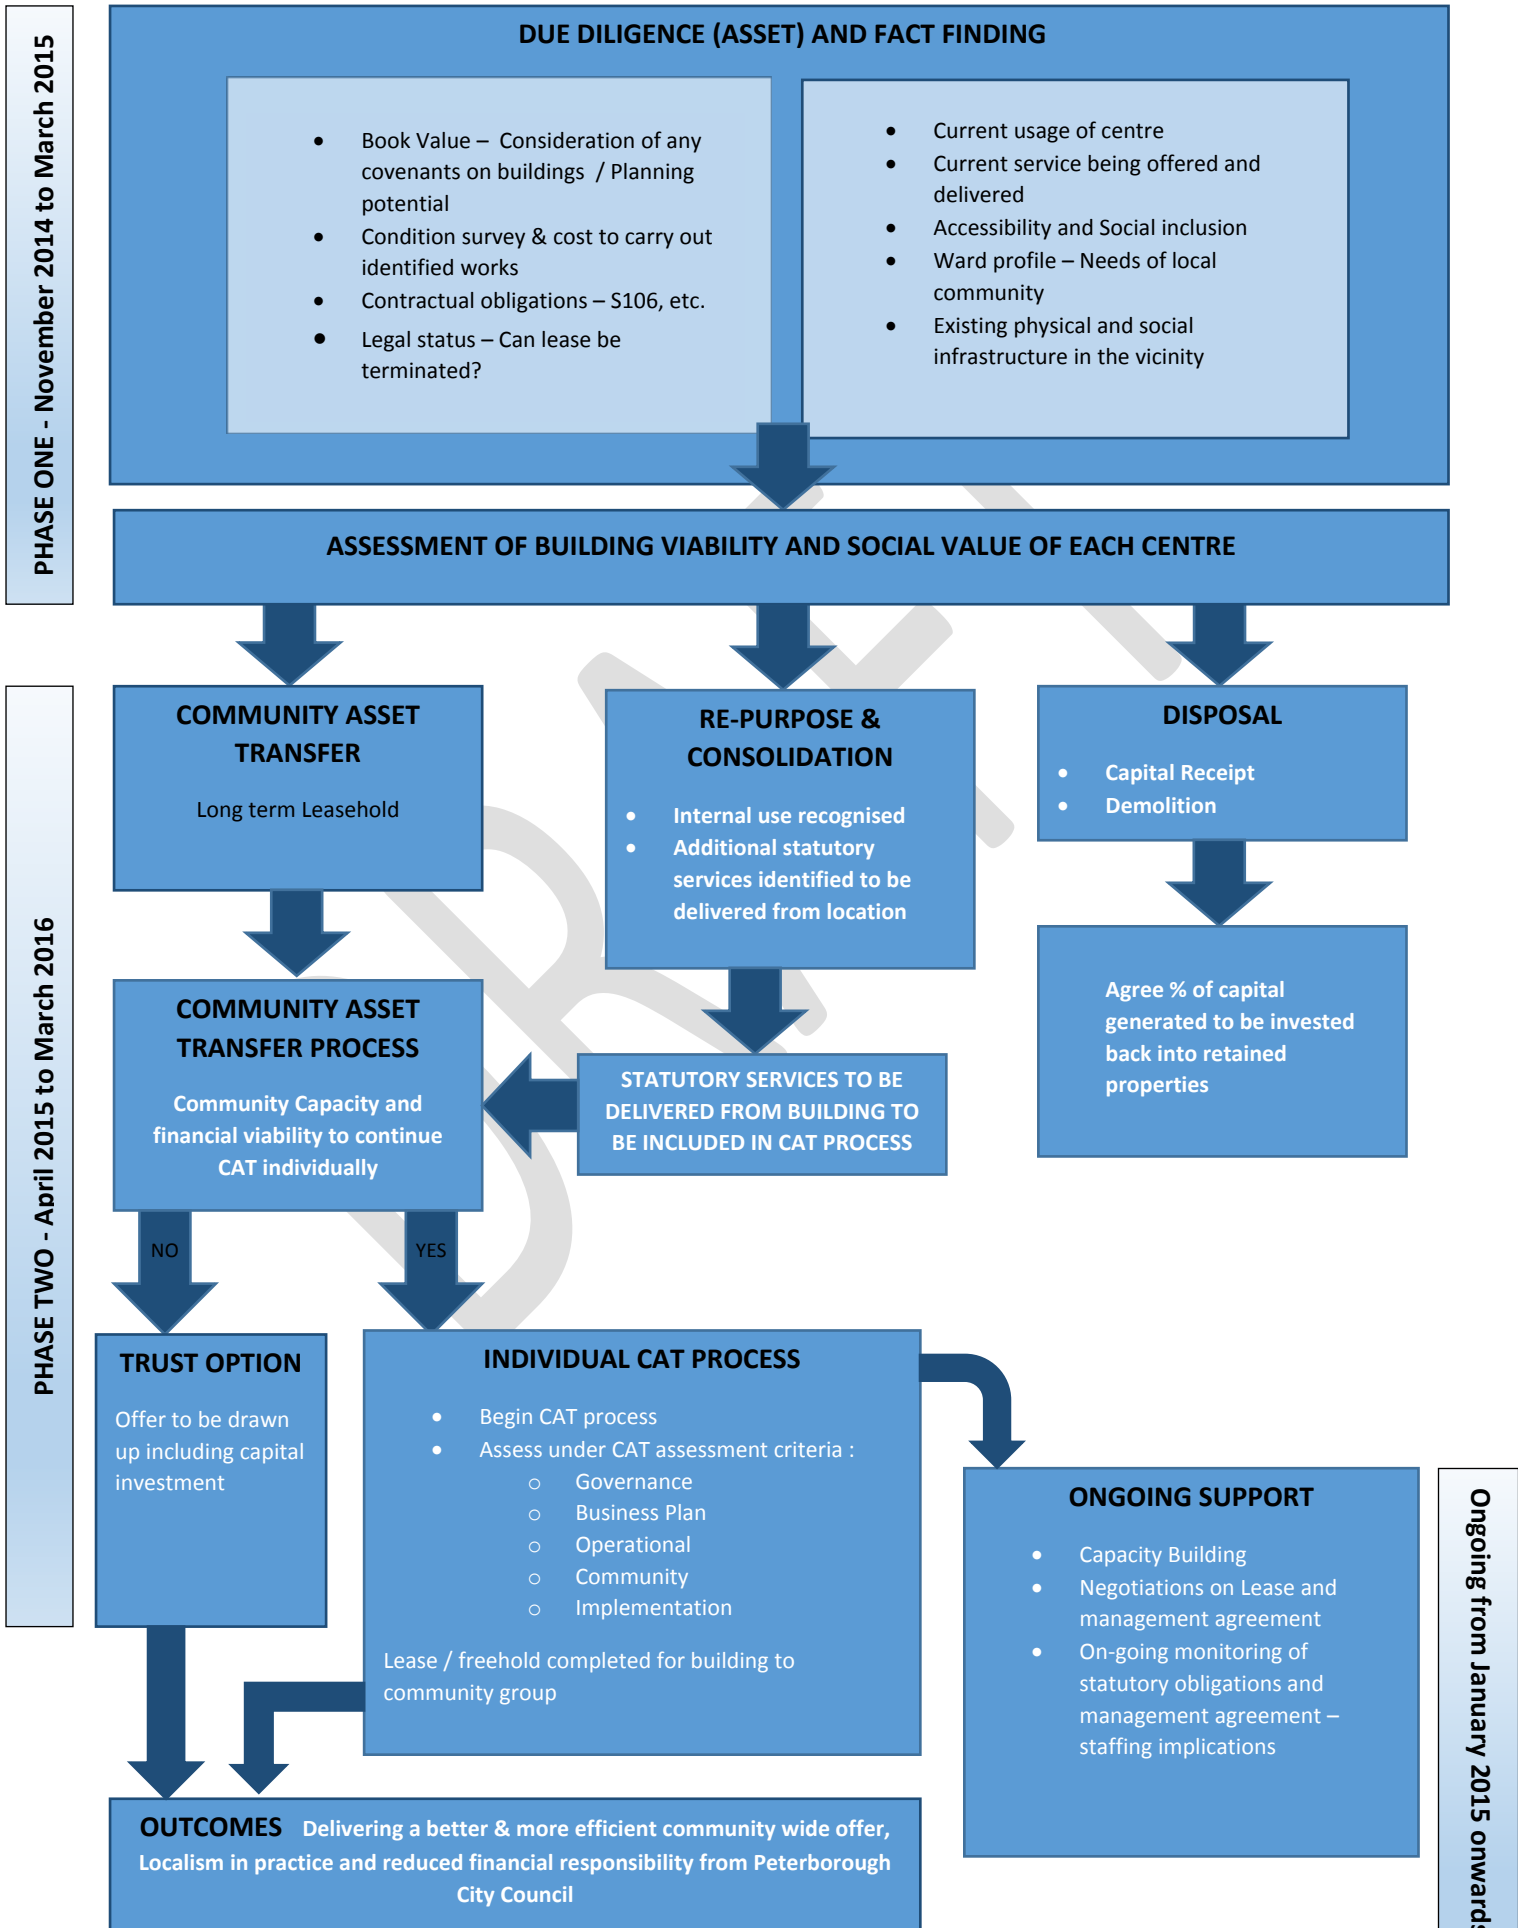 PHASE ONE - November 2014 to March 2015
DUE DILIGENCE (ASSET) AND FACT FINDING
• Book Value – Consideration of any
covenants on buildings / Planning
potential
• Condition survey & cost to carry out
identified works
• Contractual obligations – S106, etc.
• Legal status – Can lease be
terminated?
• Current usage of centre
• Current service being offered and
delivered
• Accessibility and Social inclusion
• Ward profile – Needs of local
community
• Existing physical and social
infrastructure in the vicinity
ASSESSMENT OF BUILDING VIABILITY AND SOCIAL VALUE OF EACH CENTRE
PHASE TWO - April 2015 to March 2016
COMMUNITY ASSET
TRANSFER
Long term Leasehold
RE-PURPOSE &
CONSOLIDATION
• Internal use recognised
• Additional statutory
services identified to be
delivered from location
DISPOSAL
• Capital Receipt
• Demolition
Agree % of capital
generated to be invested
back into retained
properties
COMMUNITY ASSET
TRANSFER PROCESS
Community Capacity and
financial viability to continue
CAT individually
STATUTORY SERVICES TO BE
DELIVERED FROM BUILDING TO
BE INCLUDED IN CAT PROCESS
NO
YES
TRUST OPTION
Offer to be drawn
up including capital
investment
INDIVIDUAL CAT PROCESS
• Begin CAT process
• Assess under CAT assessment criteria :
o Governance
o Business Plan
o Operational
o Community
o Implementation
Lease / freehold completed for building to
community group
ONGOING SUPPORT
• Capacity Building
• Negotiations on Lease and
management agreement
• On-going monitoring of
statutory obligations and
management agreement –
staffing implications
Ongoing from January 2015 onwards
OUTCOMES Delivering a better & more efficient community wide offer,
Localism in practice and reduced financial responsibility from Peterborough
City Council
DRAFT